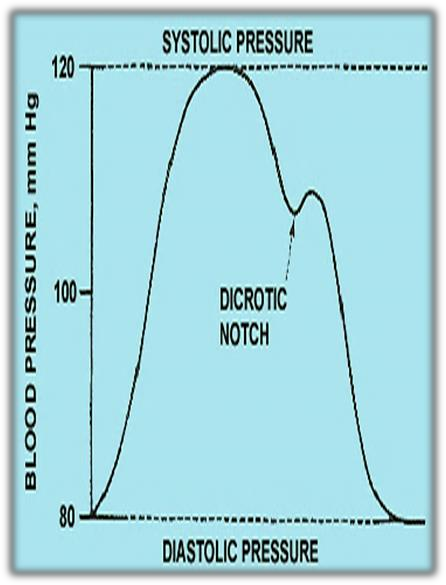 SYSTOLIC PRESSURE
120
BLOOD PRESSURE, mm Hg
100
DICROTIC
NOTCH
80
DIASTOLIC PRESSURE